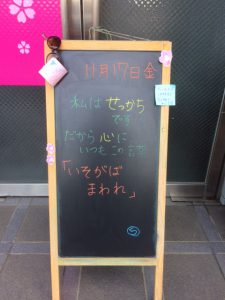 11月17日金
私は せっかち
です
だから 心に
いつも この言葉
「いそがば
まわれ」